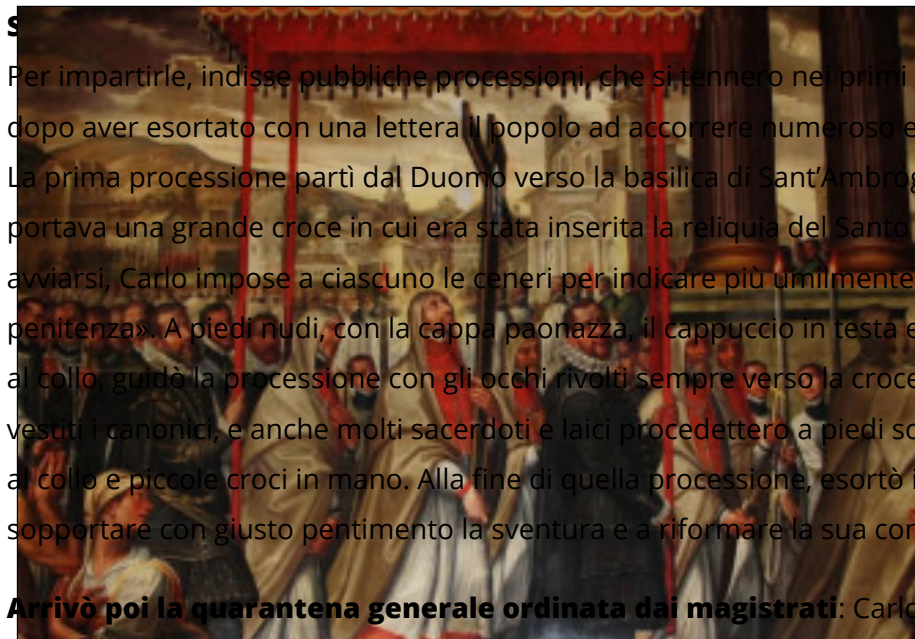 Per impartirle, indisse pubbliche processioni, che si tennero nei primi
dopo aver esortato con una lettera il popolo ad accorrere numeroso e
La prima processione partì dal Duomo verso la basilica di Sant'Ambrog
portava una grande croce in cui era stata inserita la reliquia del Santo
avviarsi, Carlo impose a ciascuno le ceneri per indicare più umilmente
penitenza». A piedi nudi, con la cappa paonazza, il cappuccio in testa e
al collo, guidò la processione con gli occhi rivolti sempre verso la croce
vestiti i canonici, e anche molti sacerdoti e laici procedettero a piedi sc
al collo e piccole croci in mano. Alla fine di quella processione, esortò
sopportare con giusto pentimento la sventura e a riformare la sua con
Arrivò poi la quarantena generale ordinata dai magistrati: Carlo